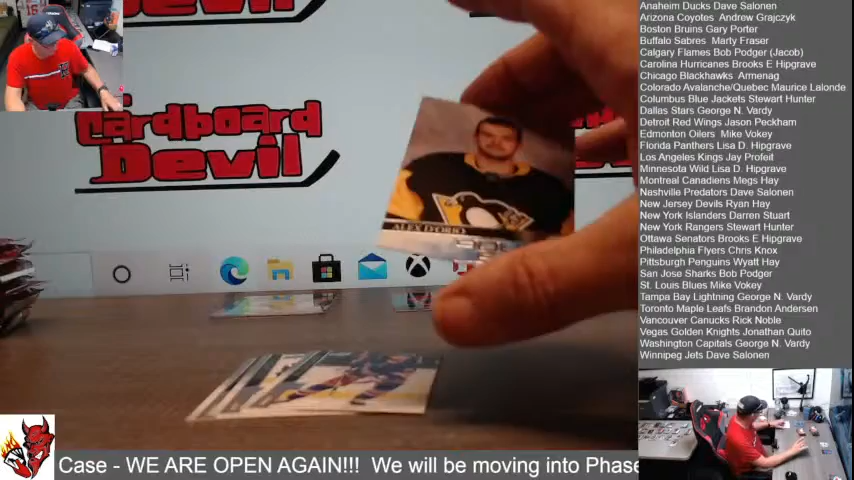 Anaheim Ducks Dave Salonen
Arizona Coyotes Andrew Grajczyk
Boston Bruins Gary Porter
Buffalo Sabres Marty Fraser
Calgary Flames Bob Podger (Jacob)
Carolina Hurricanes Brooks E Hipgrave
Chicago Blackhawks Armenag
Colorado Avalanche/Quebec Maurice Lalonde
Columbus Blue Jackets Stewart Hunter
Dallas Stars George N. Vardy
Detroit Red Wings Jason Peckham
Edmonton Oilers Mike Vokey
Florida Panthers Lisa D. Hipgrave
Los Angeles Kings Jay Profeit
Minnesota Wild Lisa D. Hipgrave
Montreal Canadiens Megs Hay
Nashville Predators Dave Salonen
New Jersey Devils Ryan Hay
New York Islanders Darren Stuart
New York Rangers Stewart Hunter
Ottawa Senators Brooks E Hipgrave
Philadelphia Flyers Chris Knox
Pittsburgh Penguins Wyatt Hay
San Jose Sharks Bob Podger
St. Louis Blues Mike Vokey
Tampa Bay Lightning George N. Vardy
Toronto Maple Leafs Brandon Andersen
Vancouver Canucks Rick Noble
Vegas Golden Knights Jonathan Quito
Washington Capitals George N. Vardy
Winnipeg Jets Dave Salonen
Cardboard
Devil
ALEX D'ORIO
Case - WE ARE OPEN AGAIN!!! We will be moving into Phase